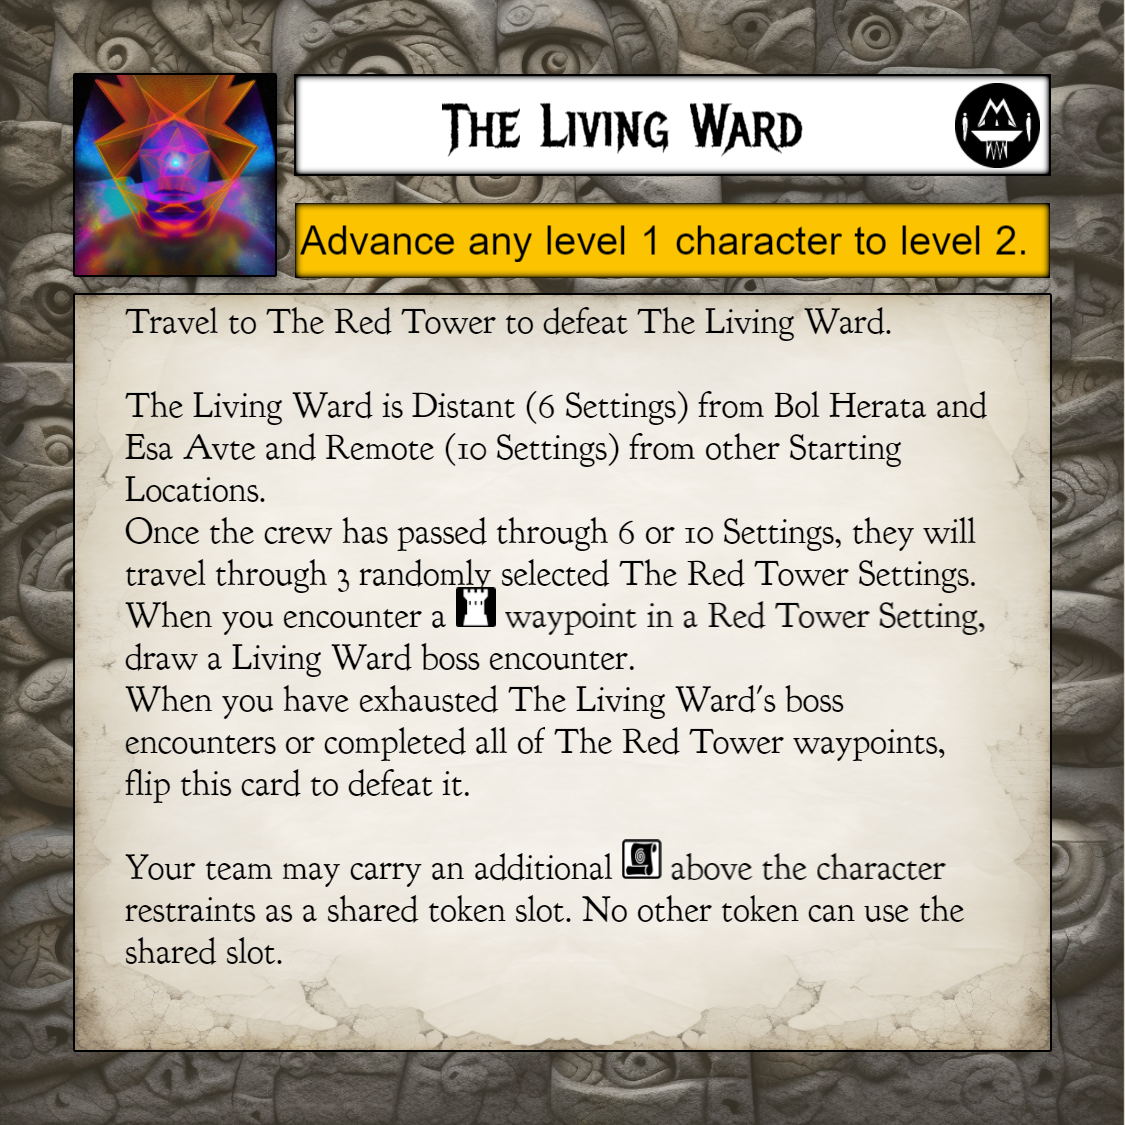 The Living Ward
Advance any level 1 character to level 2.
Travel to The Red Tower to defeat The Living Ward.
The Living Ward is Distant (6 Settings) from Bol Herata and
Esa Avte and Remote (10 Settings) from other Starting
Locations.
Once the crew has passed through 6 or 10 Settings, they will
travel through 3 randomly selected The Red Tower Settings.
When you encounter a waypoint in a Red Tower Setting,
draw a Living Ward boss encounter.
When you have exhausted The Living Ward's boss
encounters or completed all of The Red Tower waypoints,
flip this card to defeat it.
Your team may carry an additional above the character
restraints as a shared token slot. No other token can use the
shared slot.